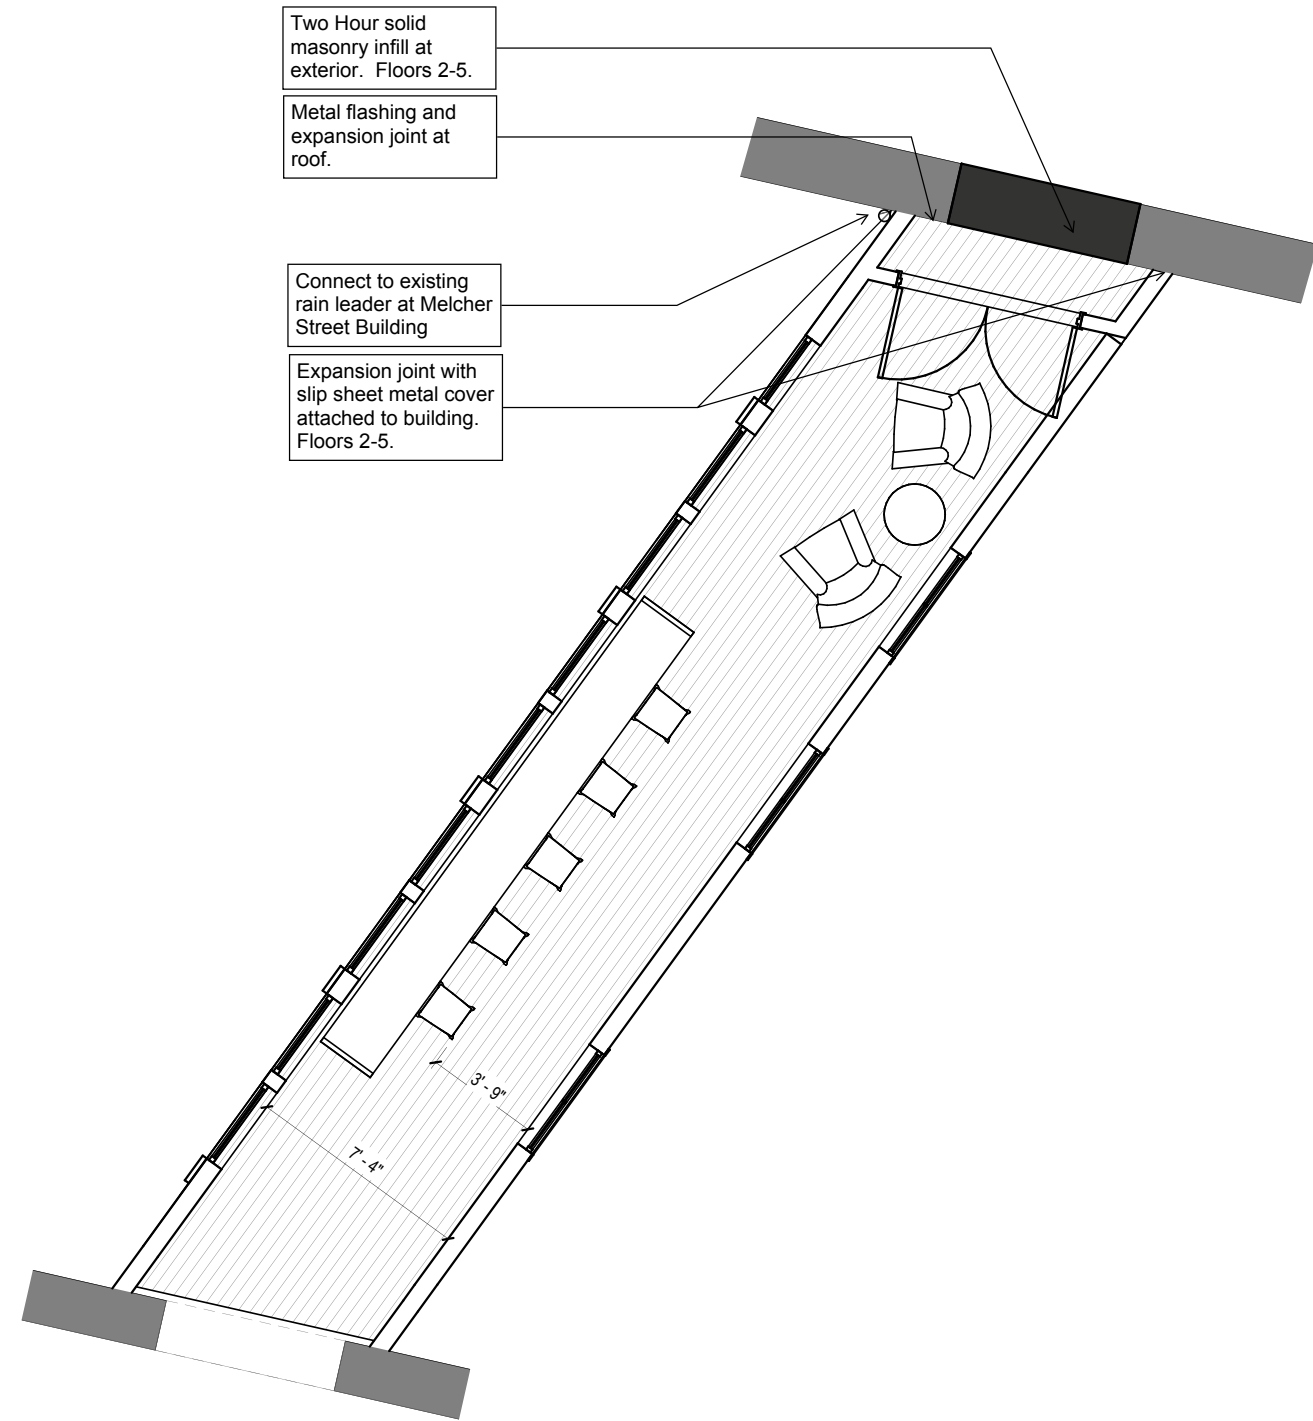 Two Hour solid
masonry infill at
exterior. Floors 2-5.
Metal flashing and
expansion joint at
roof.
Connect to existing
rain leader at Melcher
Street Building
Expansion joint with
slip sheet metal cover
attached to building.
Floors 2-5.
3' - 9"
7' - 4"